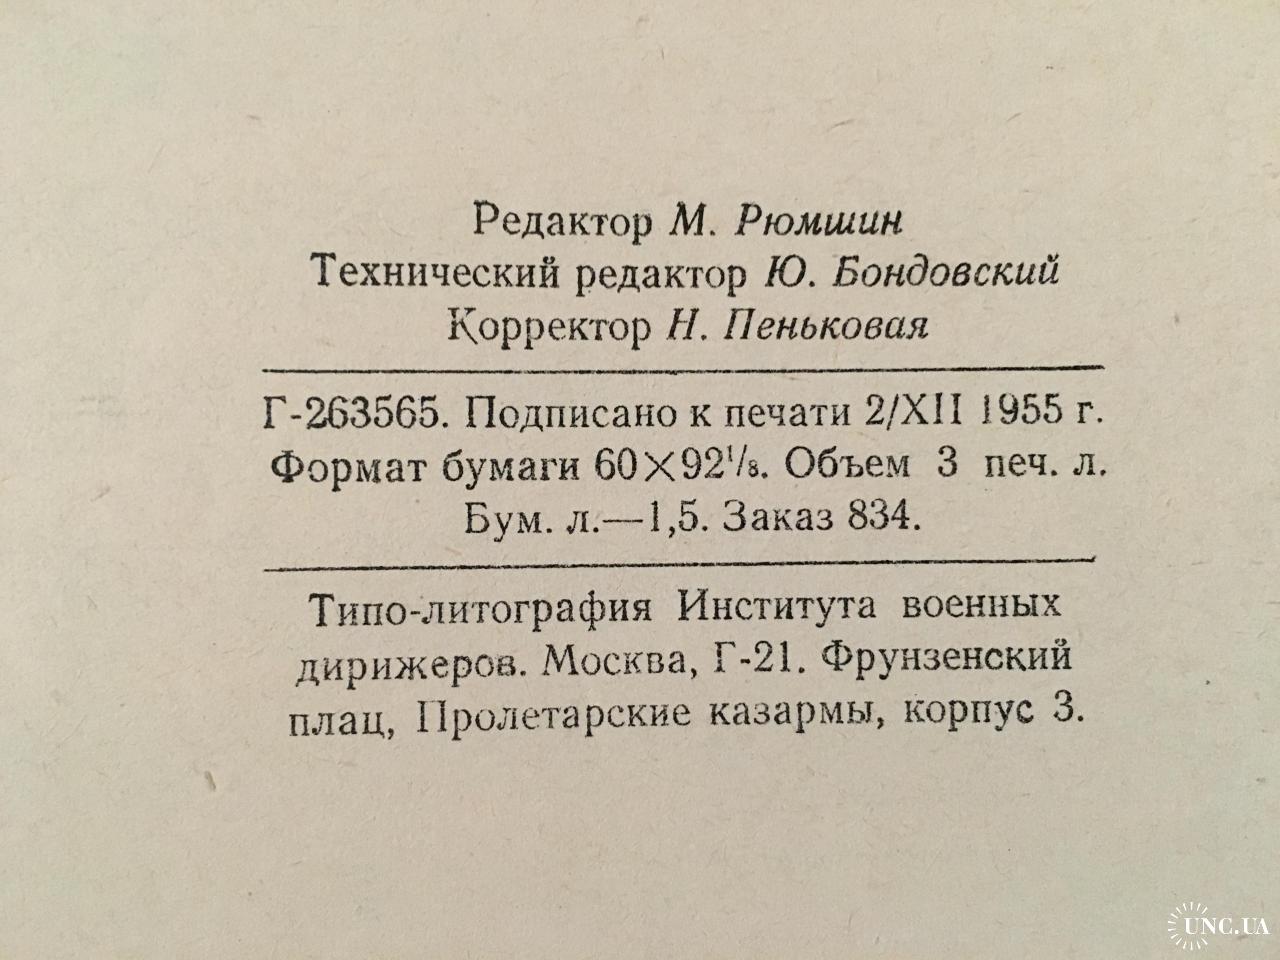 Редактор М. Рюмшин
Технический редактор Ю. Бондовский
Корректор Н. Пеньковая
Г-263565. Подписано к печати 2/XII 1955 г.
Формат бумаги 60×92¹/₈. Объем 3 печ. л.
Бум. л.—1,5. Заказ 834.
Типо-литография Института военных
дирижеров. Москва, Г-21. Фрунзенский
плац, Пролетарские казармы, корпус 3.
UNC.UA